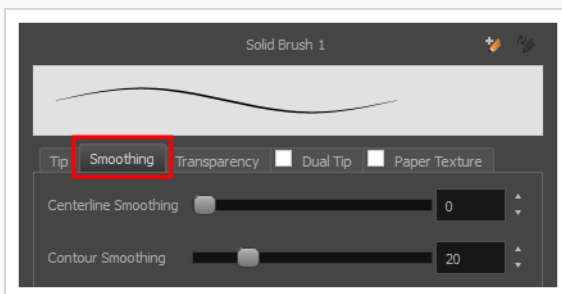 Solid Brush 1
Tip Smoothing Transparency Dual Tip Paper Texture
Centerline Smoothing 0
Contour Smoothing 20